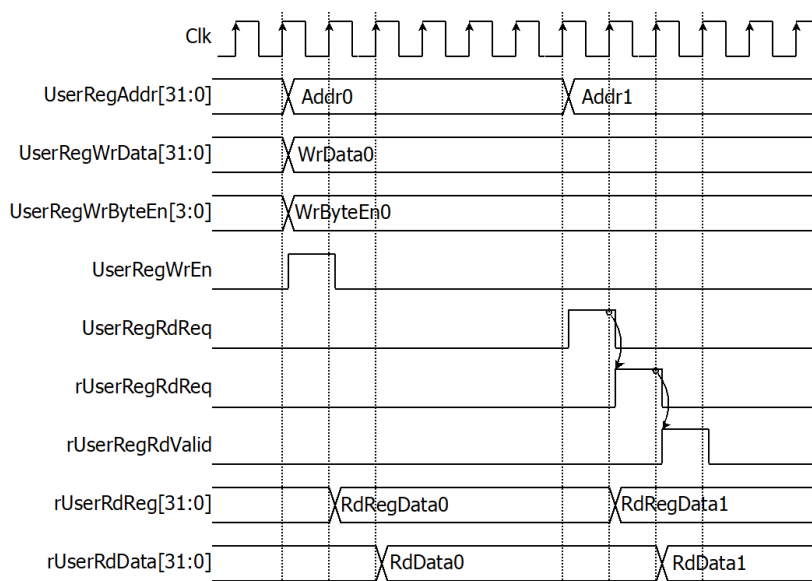 Clk
UserRegAddr[31:0] Addr0 Addr1
UserRegWrData[31:0] WrData0
UserRegWrByteEn[3:0] WrByteEn0
UserRegWrEn
UserRegRdReq
rUserRegRdReq
rUserRegRdValid
rUserRdReg[31:0] RdRegData0 RdRegData1
rUserRdData[31:0] RdData0 RdData1